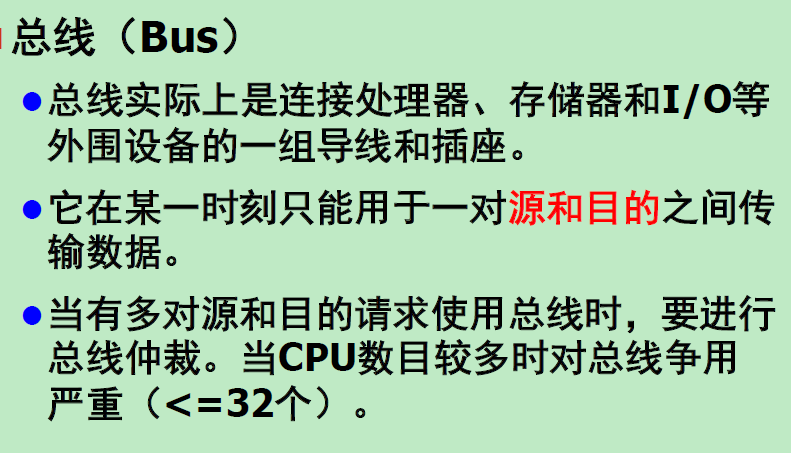 总线（Bus）
●总线实际上是连接处理器、存储器和I/O等
外围设备的一组导线和插座。
●它在某一时刻只能用于一对源和目的之间传
输数据。
●当有多对源和目的请求使用总线时，要进行
总线仲裁。当CPU数目较多时对总线争用
严重（<=32个）。